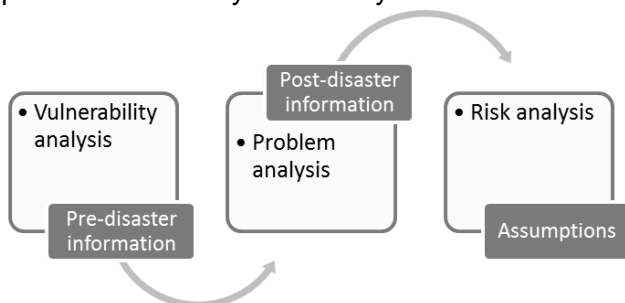 • Vulnerability
analysis
Pre-disaster
information
Post-disaster
information
• Problem
analysis
• Risk analysis
Assumptions